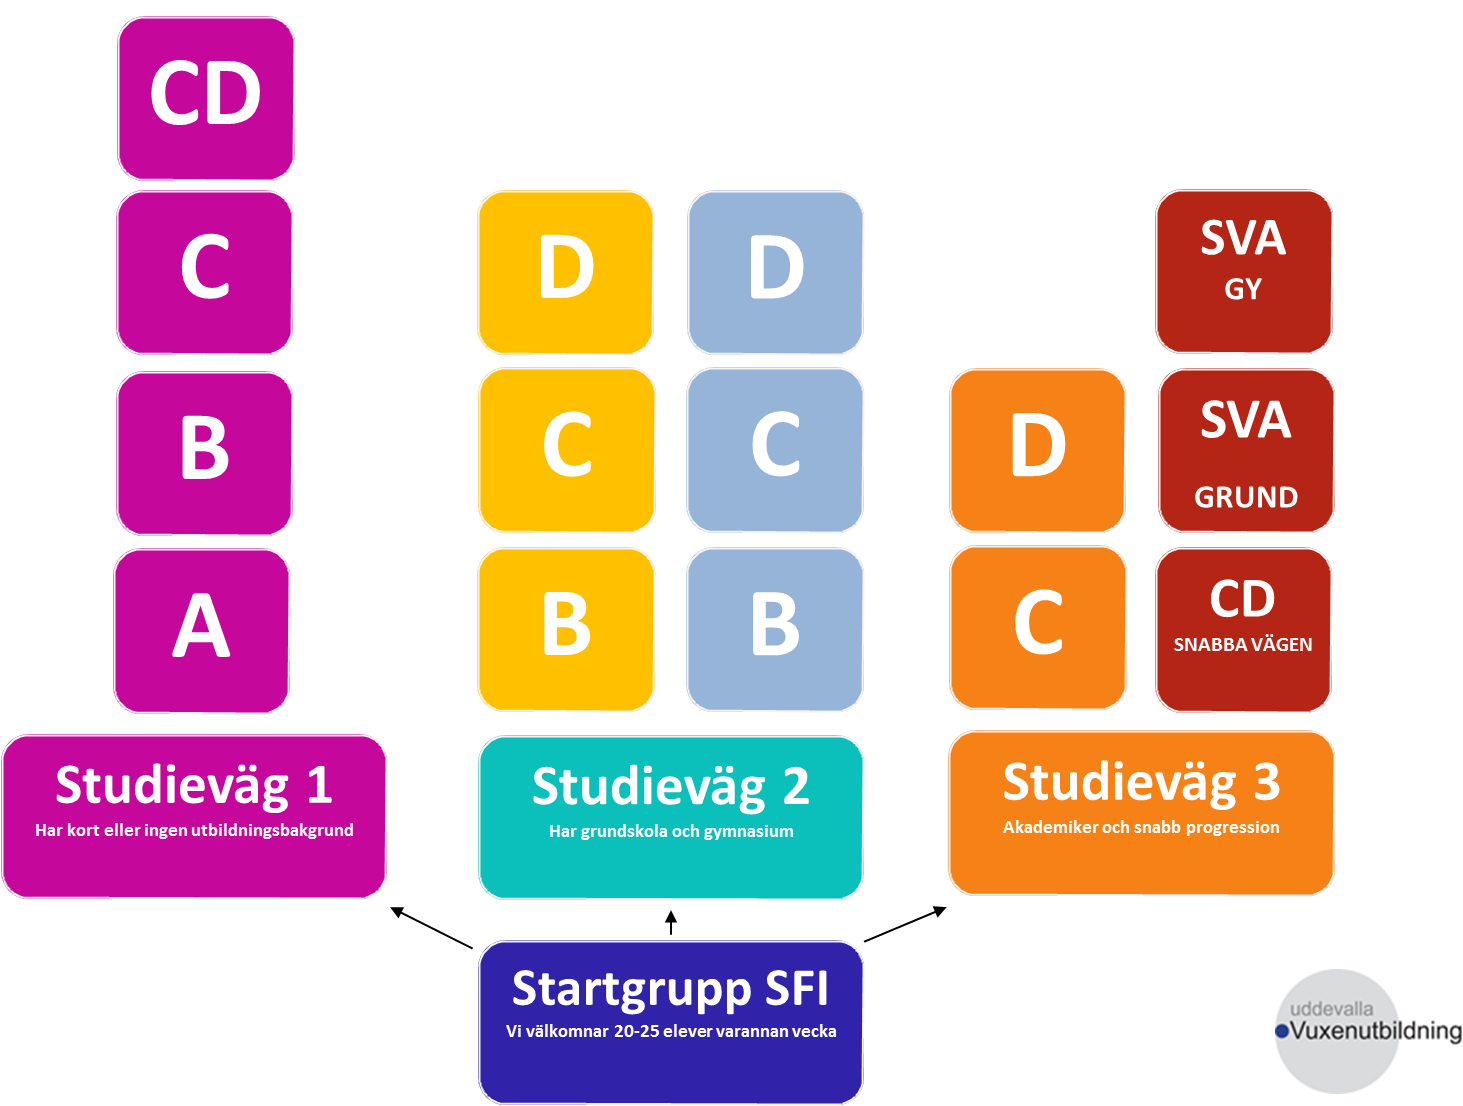 CD
C
B
A
D
D
C
C
B
B
D
C
SVA
GY
SVA
GRUND
CD
SNABBA VÄGEN
Studieväg 1
Har kort eller ingen utbildningsbakgrund
Studieväg 2
Har grundskola och gymnasium
Studieväg 3
Akademiker och snabb progression
Startgrupp SFI
Vi välkomnar 20-25 elever varannan vecka
uddevalla
Vuxenutbildning